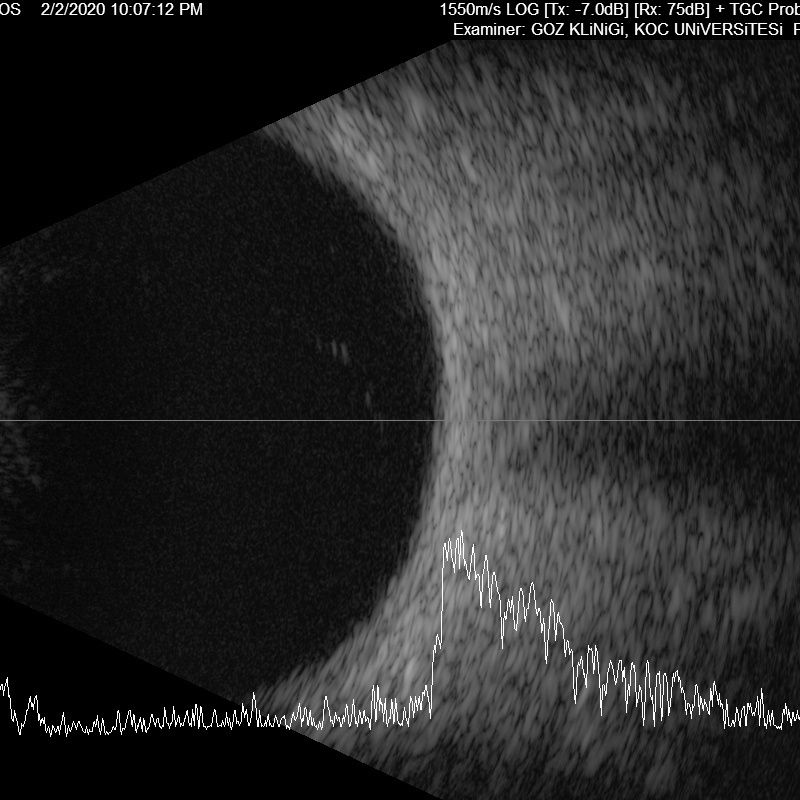 OS 2/2/2020 10:07:12 PM
1550m/s LOG [Tx: -7.0dB] [Rx: 75dB] + TGC Prob
Examiner: GOZ KLiNiGi, KOC UNiVERSiTESi